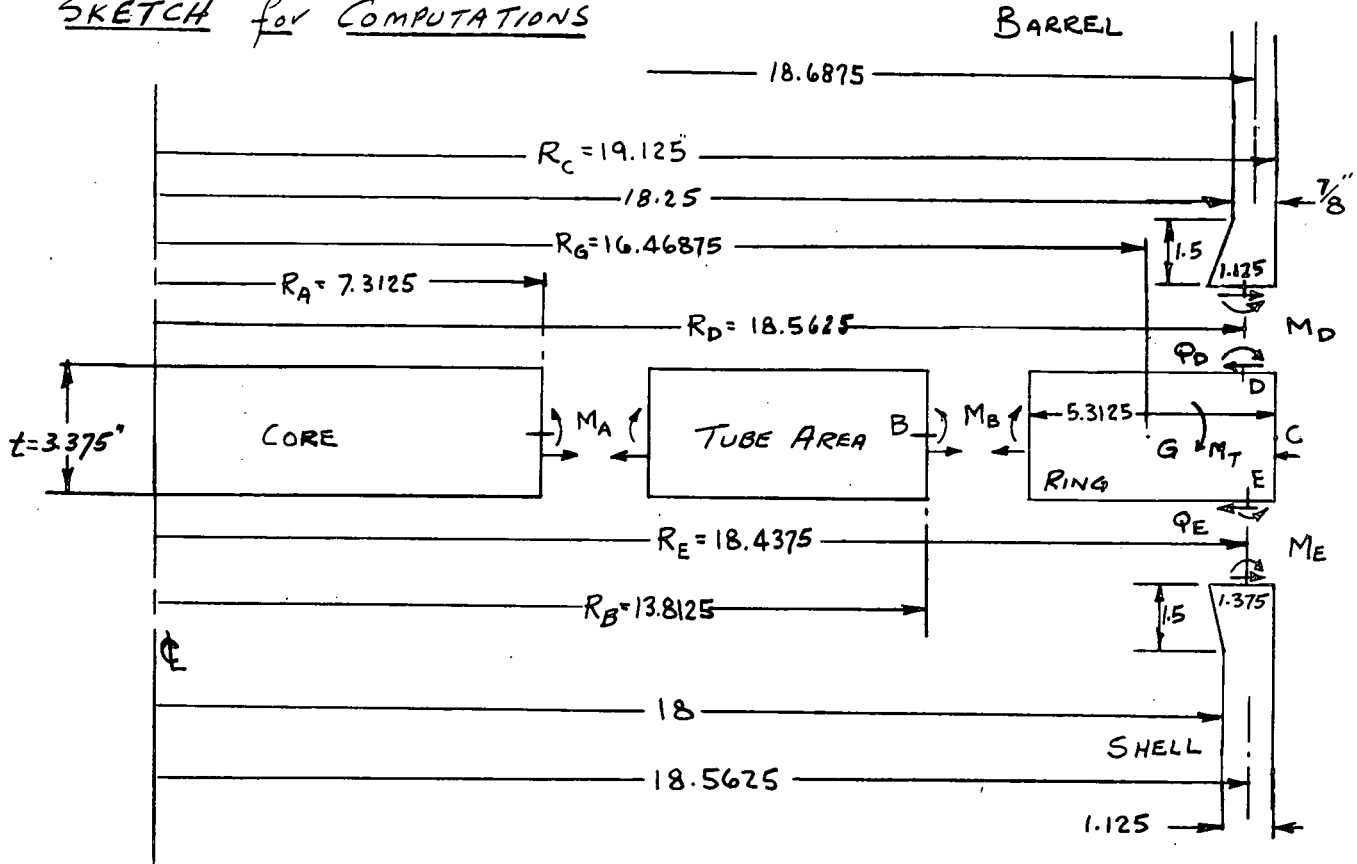 SKETCH for COMPUTATIONS
BARREL
18.6875
R_C = 19.125"
18.25
7/8"
R_G = 16.46875
1.5
1.125
R_A = 7.3125
R_D = 18.5625
M_D
Q_D
D
t = 3.375"
CORE
M_A
TUBE AREA
B
M_B
5.3125
G
M_T
C
RING
E
Q_E
R_E = 18.4375
M_E
R_B = 13.8125
1.5
1.375
℄
18
SHELL
18.5625
1.125